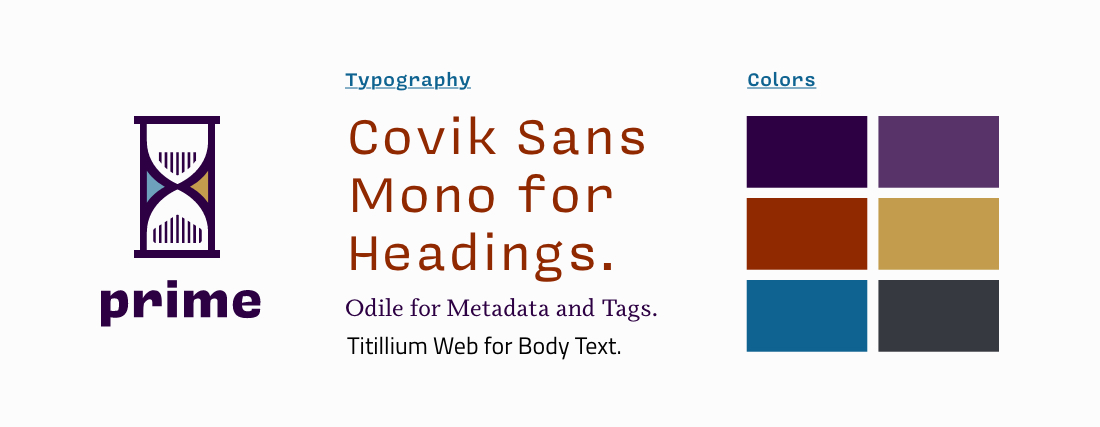 Typography
Colors
Covik Sans
Mono for
Headings.
Odile for Metadata and Tags.
Titillium Web for Body Text.
prime